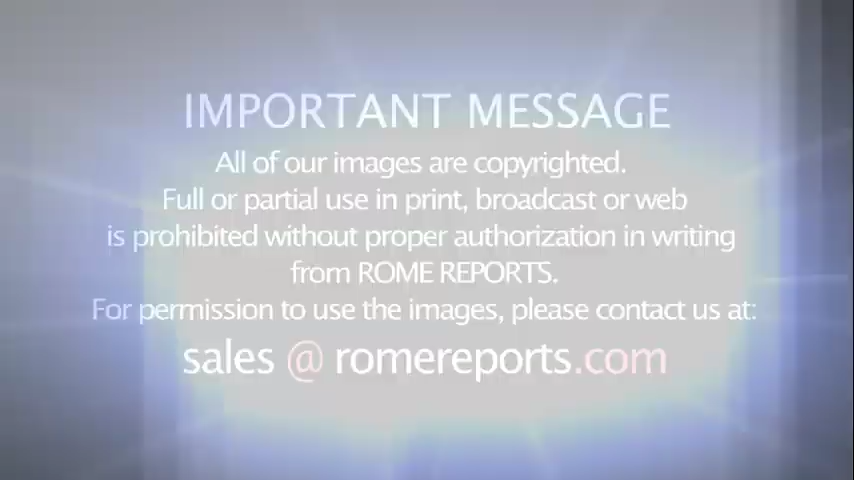 IMPORTANT MESSAGE
All of our images are copyrighted.
Full or partial use in print, broadcast or web
is prohibited without proper authorization in writing
from ROME REPORTS.
For permission to use the images, please contact us at:
sales @ romereports.com